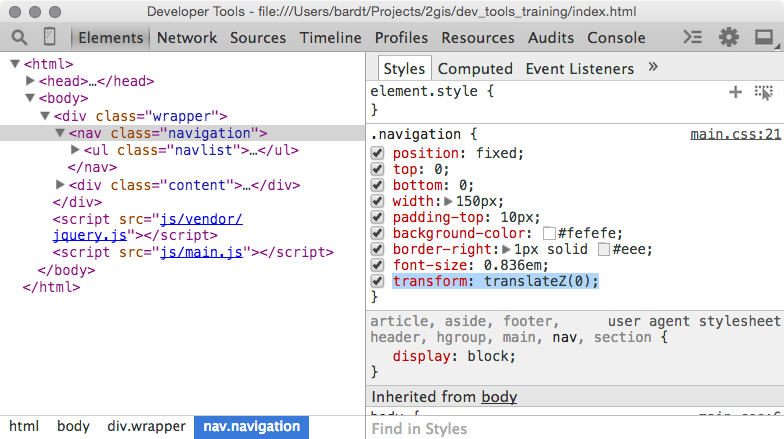 Developer Tools - file:///Users/bardt/Projects/2gis/dev_tools_training/index.html
Elements Network Sources Timeline Profiles Resources Audits Console
<html>
<head>…</head>
<body>
<div class="wrapper">
<nav class="navigation">
<ul class="navlist">…</ul>
</nav>
<div class="content">…</div>
</div>
<script src="js/vendor/
jquery.js"></script>
<script src="js/main.js"></script>
</body>
</html>
html body div.wrapper nav.navigation
Styles Computed Event Listeners »
element.style {
}
.navigation { main.css:21
position: fixed;
top: 0;
bottom: 0;
width: 150px;
padding-top: 10px;
background-color: #fefefe;
border-right: 1px solid #eee;
font-size: 0.836em;
transform: translateZ(0);
}
article, aside, footer, user agent stylesheet
header, hgroup, main, nav, section {
display: block;
}
Inherited from body
body { main.css:6
Find in Styles